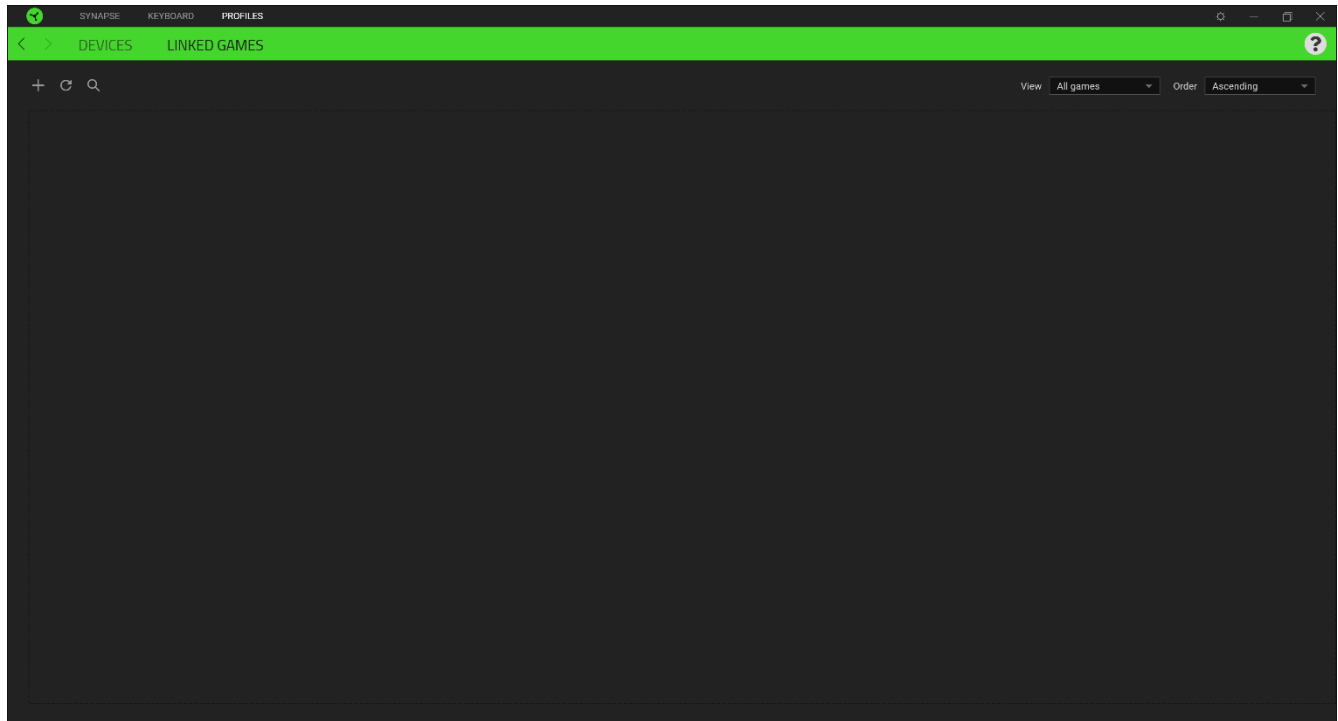 SYNAPSE KEYBOARD PROFILES
DEVICES LINKED GAMES ?
View All games Order Ascending